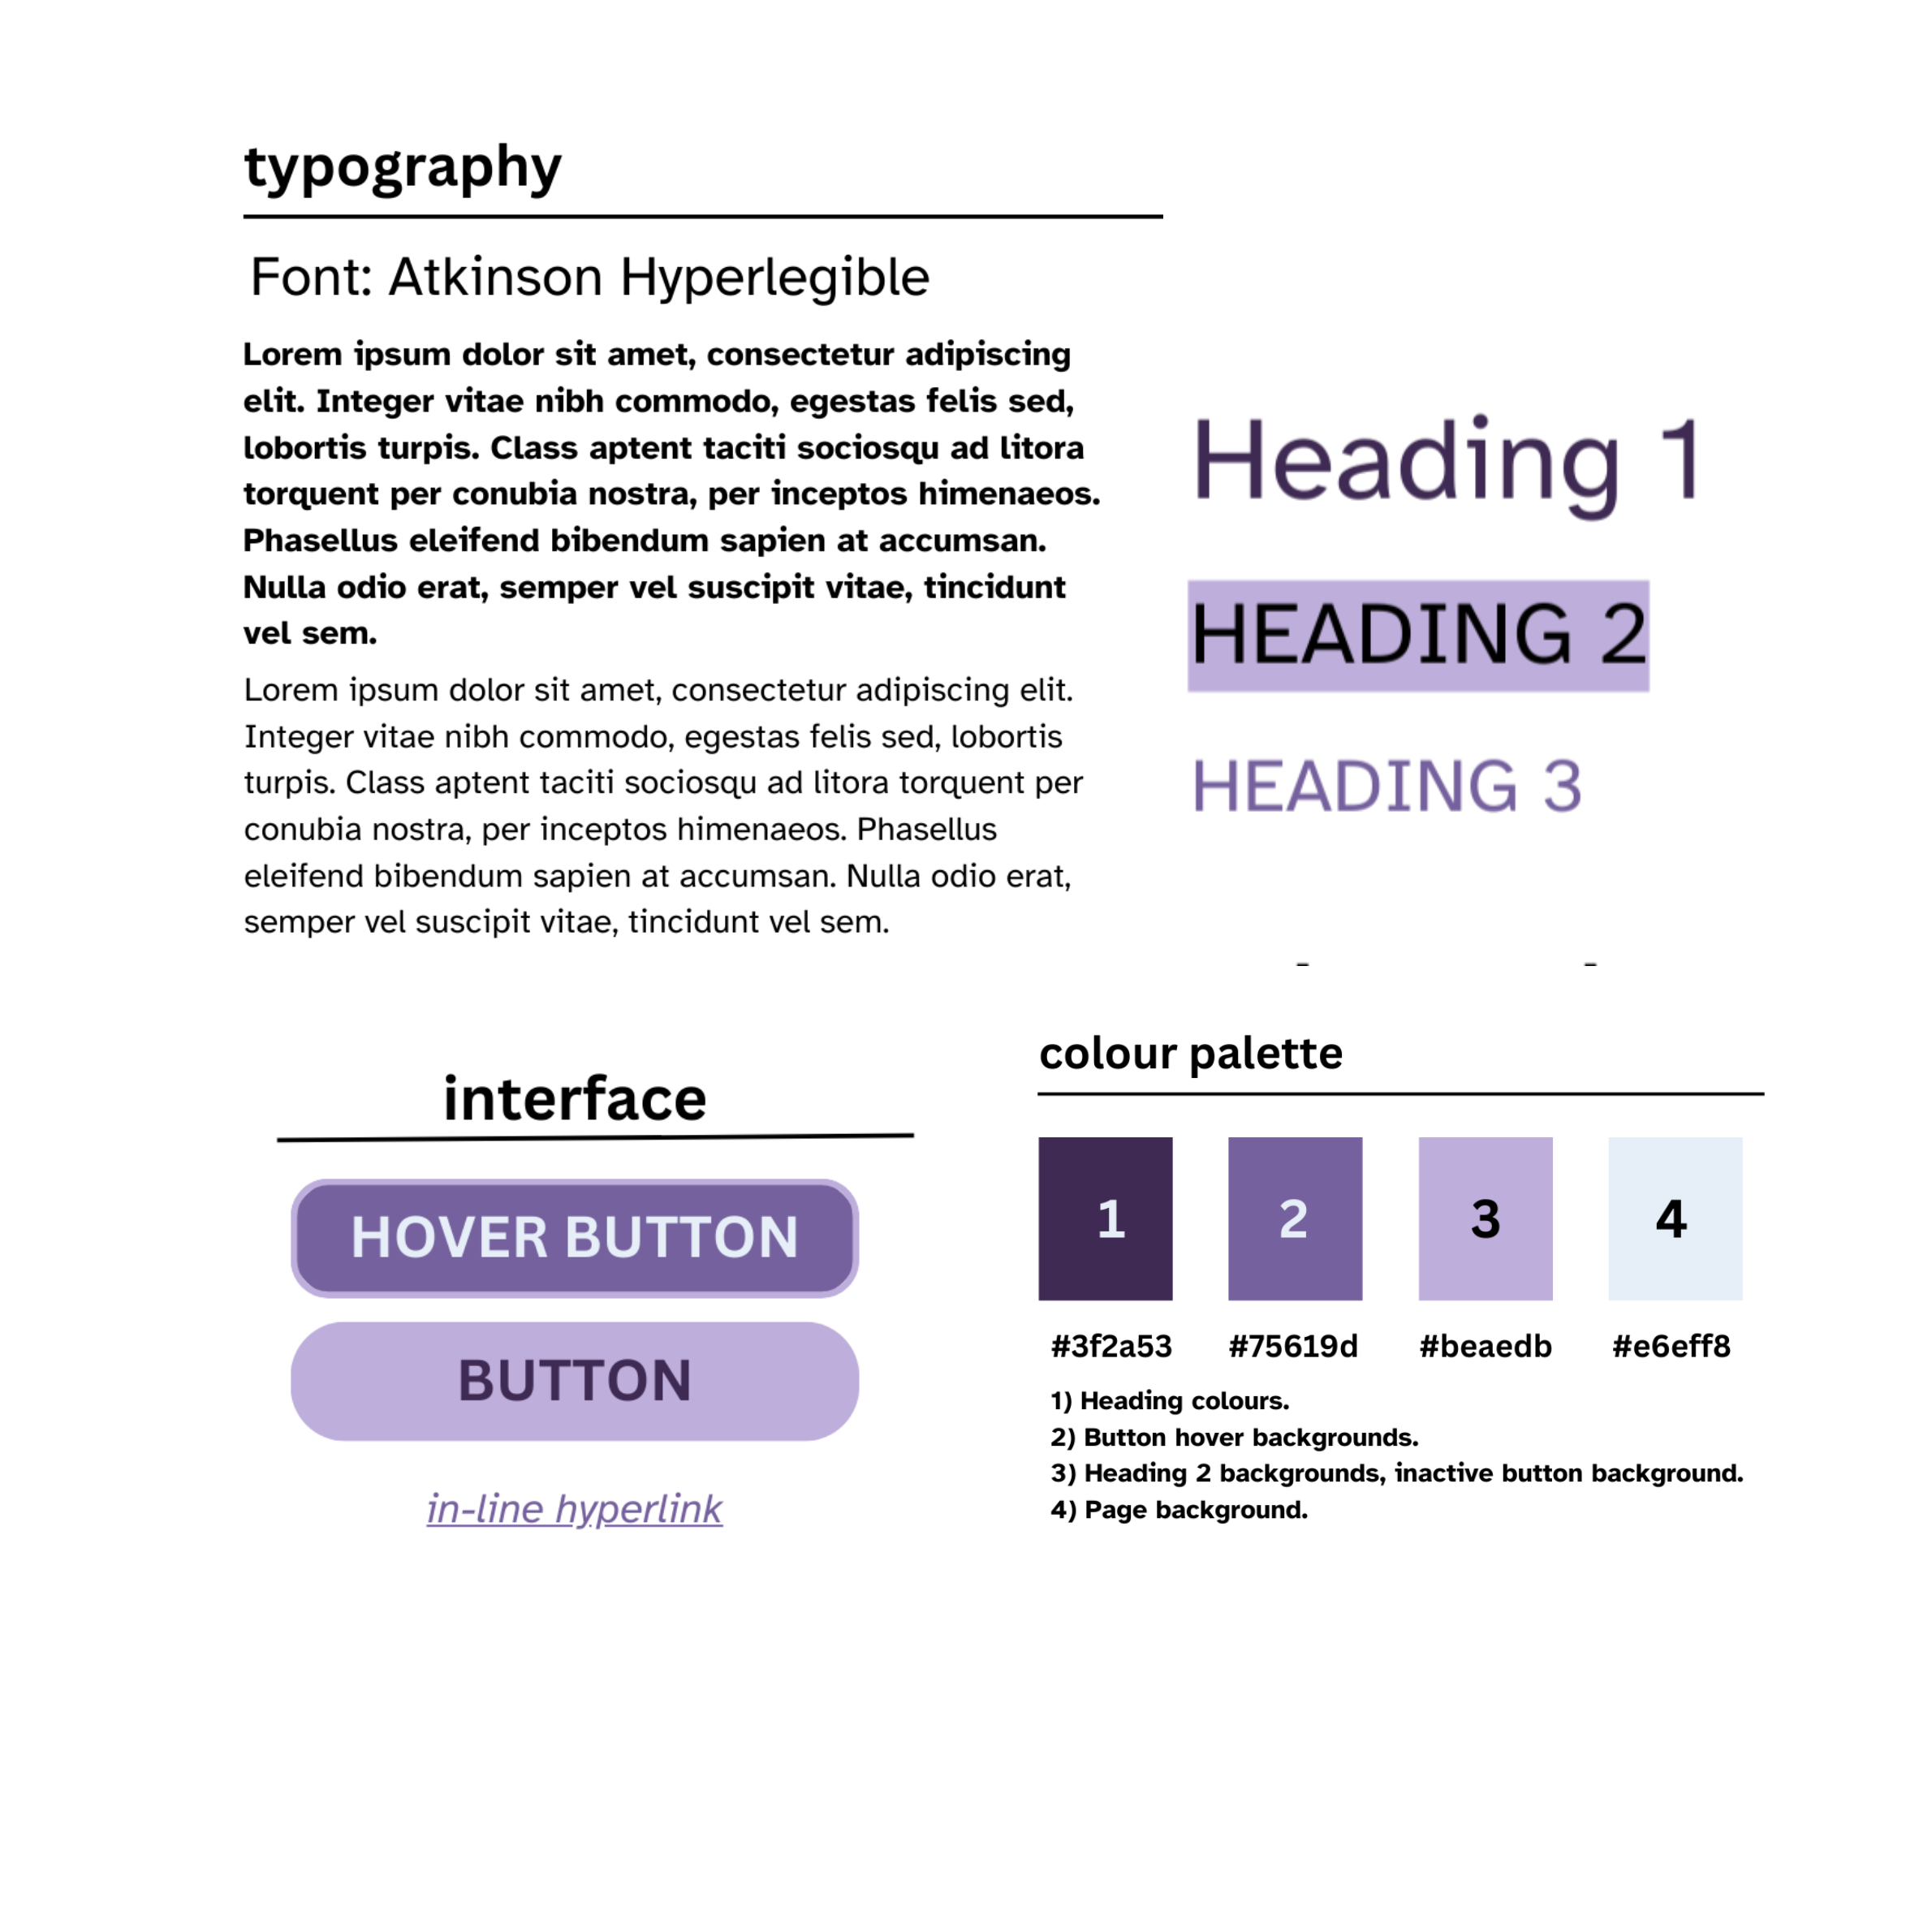 typography
Font: Atkinson Hyperlegible
Lorem ipsum dolor sit amet, consectetur adipiscing
elit. Integer vitae nibh commodo, egestas felis sed,
lobortis turpis. Class aptent taciti sociosqu ad litora
torquent per conubia nostra, per inceptos himenaeos.
Phasellus eleifend bibendum sapien at accumsan.
Nulla odio erat, semper vel suscipit vitae, tincidunt
vel sem.
Lorem ipsum dolor sit amet, consectetur adipiscing elit.
Integer vitae nibh commodo, egestas felis sed, lobortis
turpis. Class aptent taciti sociosqu ad litora torquent per
conubia nostra, per inceptos himenaeos. Phasellus
eleifend bibendum sapien at accumsan. Nulla odio erat,
semper vel suscipit vitae, tincidunt vel sem.
Heading 1
HEADING 2
HEADING 3
interface
HOVER BUTTON
BUTTON
in-line hyperlink
colour palette
1 2 3 4
#3f2a53 #75619d #beaedb #e6eff8
1) Heading colours.
2) Button hover backgrounds.
3) Heading 2 backgrounds, inactive button background.
4) Page background.